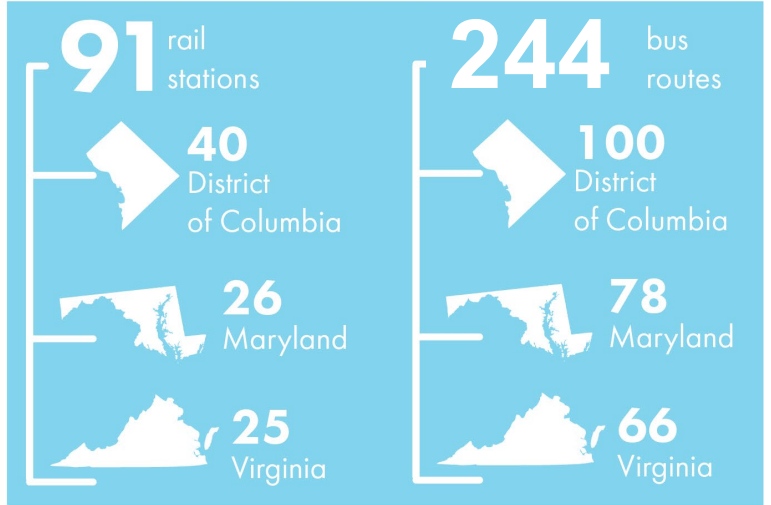 91 rail
stations
40
District
of Columbia
26
Maryland
25
Virginia
244 bus
routes
100
District
of Columbia
78
Maryland
66
Virginia